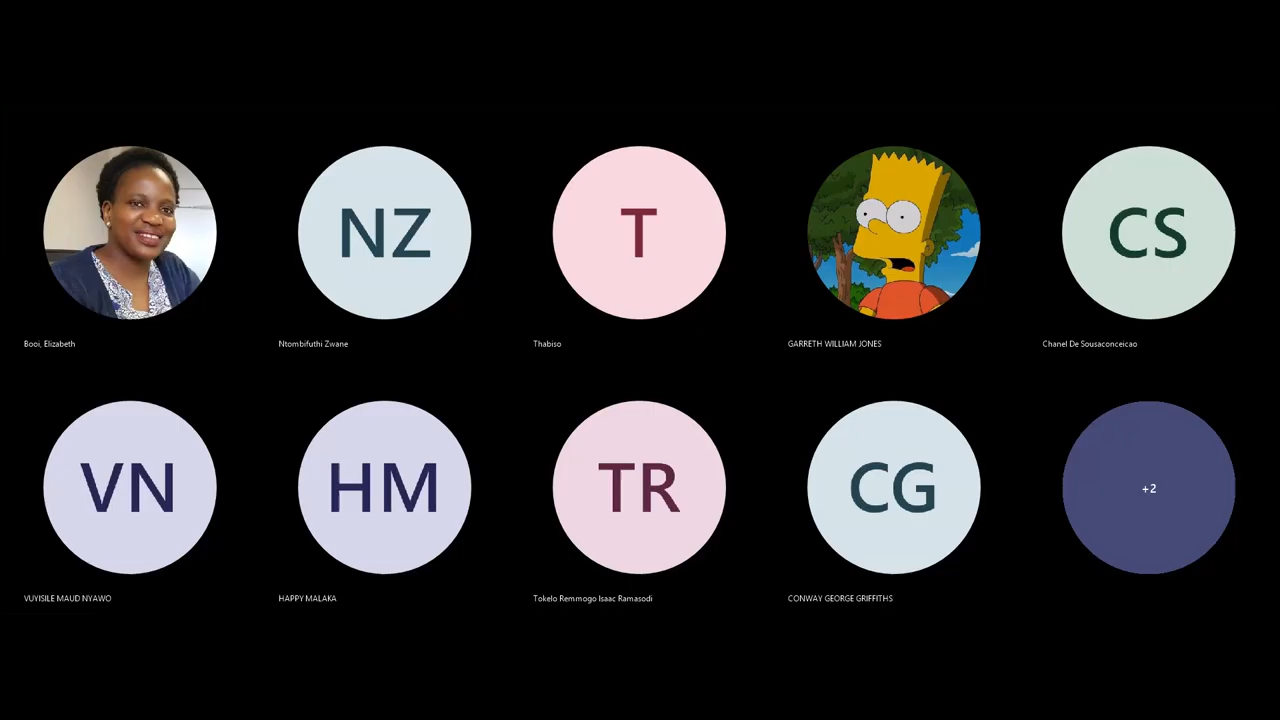 NZ
T
CS
Booi, Elizabeth
Ntombifuthi Zwane
Thabiso
GARRETH WILLIAM JONES
Chanel De Sousaconceicao
VN
HM
TR
CG
+2
VUYISILE MAUD NYAWO
HAPPY MALAKA
Tokelo Remmogo Isaac Ramasodi
CONWAY GEORGE GRIFFITHS